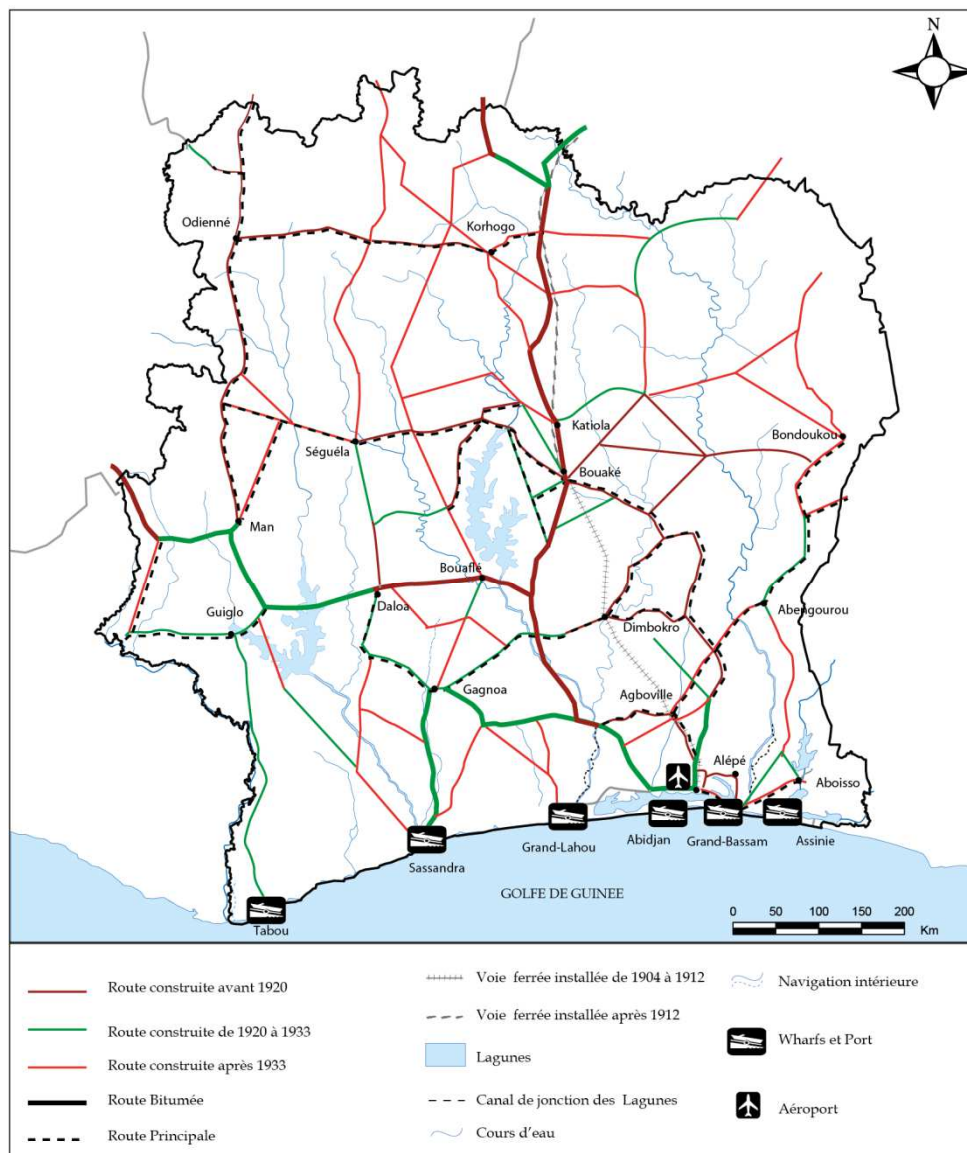 N
Odienné
Korhogo
Katiola
Bondoukou
Séguéla
Bouaké
Man
Bouaflé
Daloa
Guiglo
Abengourou
Dimbokro
Gagnoa
Agboville
Alépé
Aboisso
Sassandra
Grand-Lahou
Abidjan
Grand-Bassam
Assinie
GOLFE DE GUINEE
Tabou
0 50 100 150 200
Km
Route construite avant 1920
Route construite de 1920 à 1933
Route construite après 1933
Route Bitumée
Route Principale
Voie ferrée installée de 1904 à 1912
Voie ferrée installée après 1912
Lagunes
Canal de jonction des Lagunes
Cours d'eau
Navigation intérieure
Wharfs et Port
Aéroport